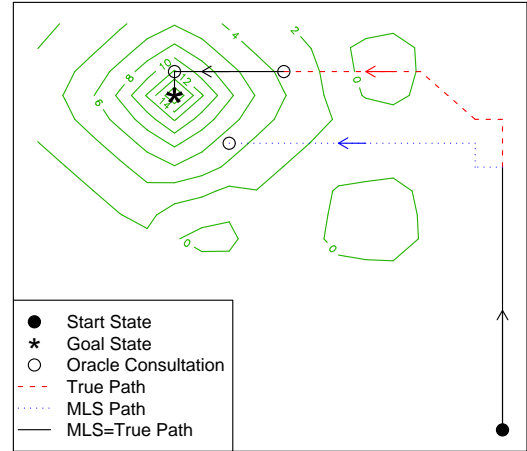 4
2
10
8
12
0
6
14
0
0
Start State
Goal State
Oracle Consultation
True Path
MLS Path
MLS=True Path